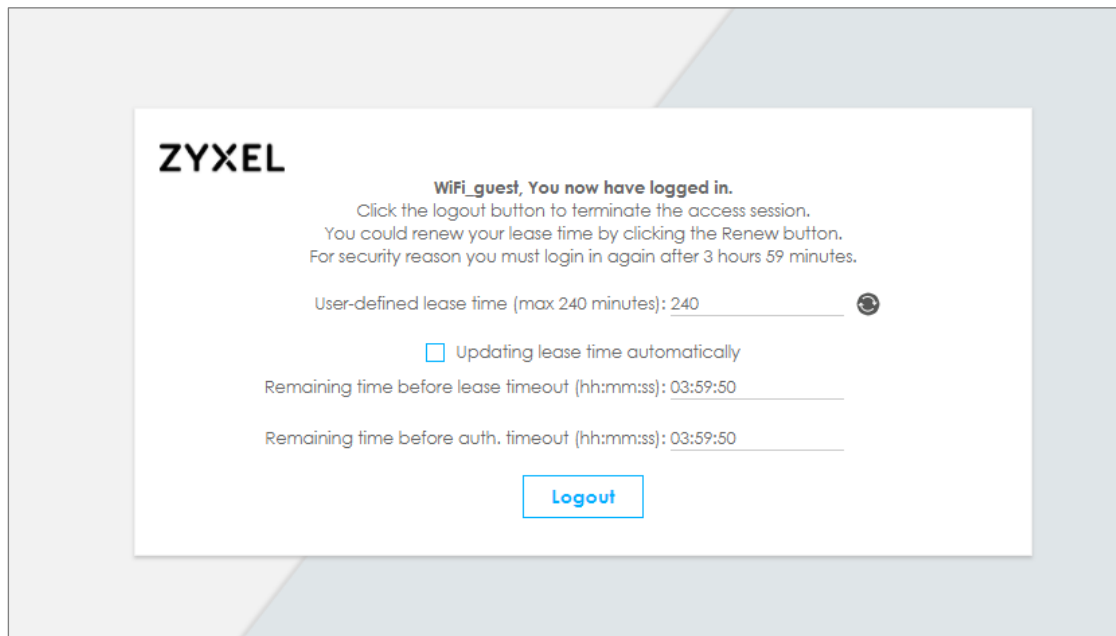 ZYXEL
WiFi_guest, You now have logged in.
Click the logout button to terminate the access session.
You could renew your lease time by clicking the Renew button.
For security reason you must login in again after 3 hours 59 minutes.
User-defined lease time (max 240 minutes): 240
Updating lease time automatically
Remaining time before lease timeout (hh:mm:ss): 03:59:50
Remaining time before auth. timeout (hh:mm:ss): 03:59:50
Logout